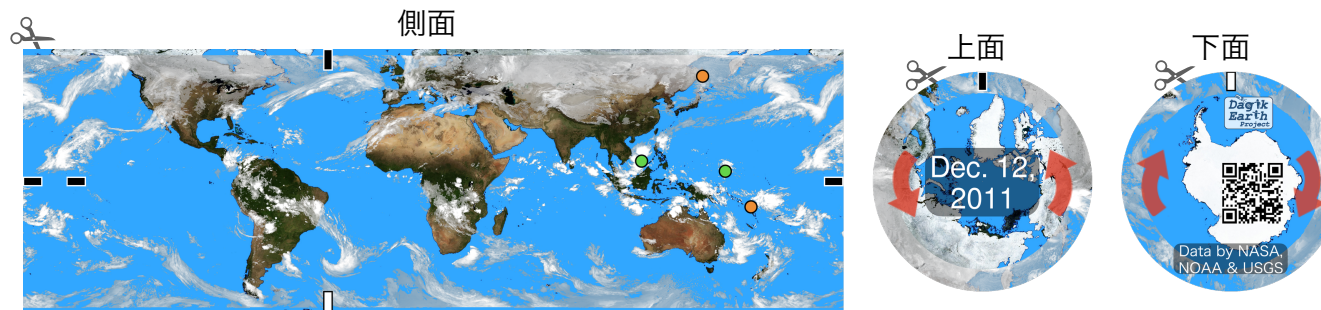 側面
上面
下面
Dec. 12,
2011
Dagik
Earth
Project
Data by NASA,
NOAA & USGS